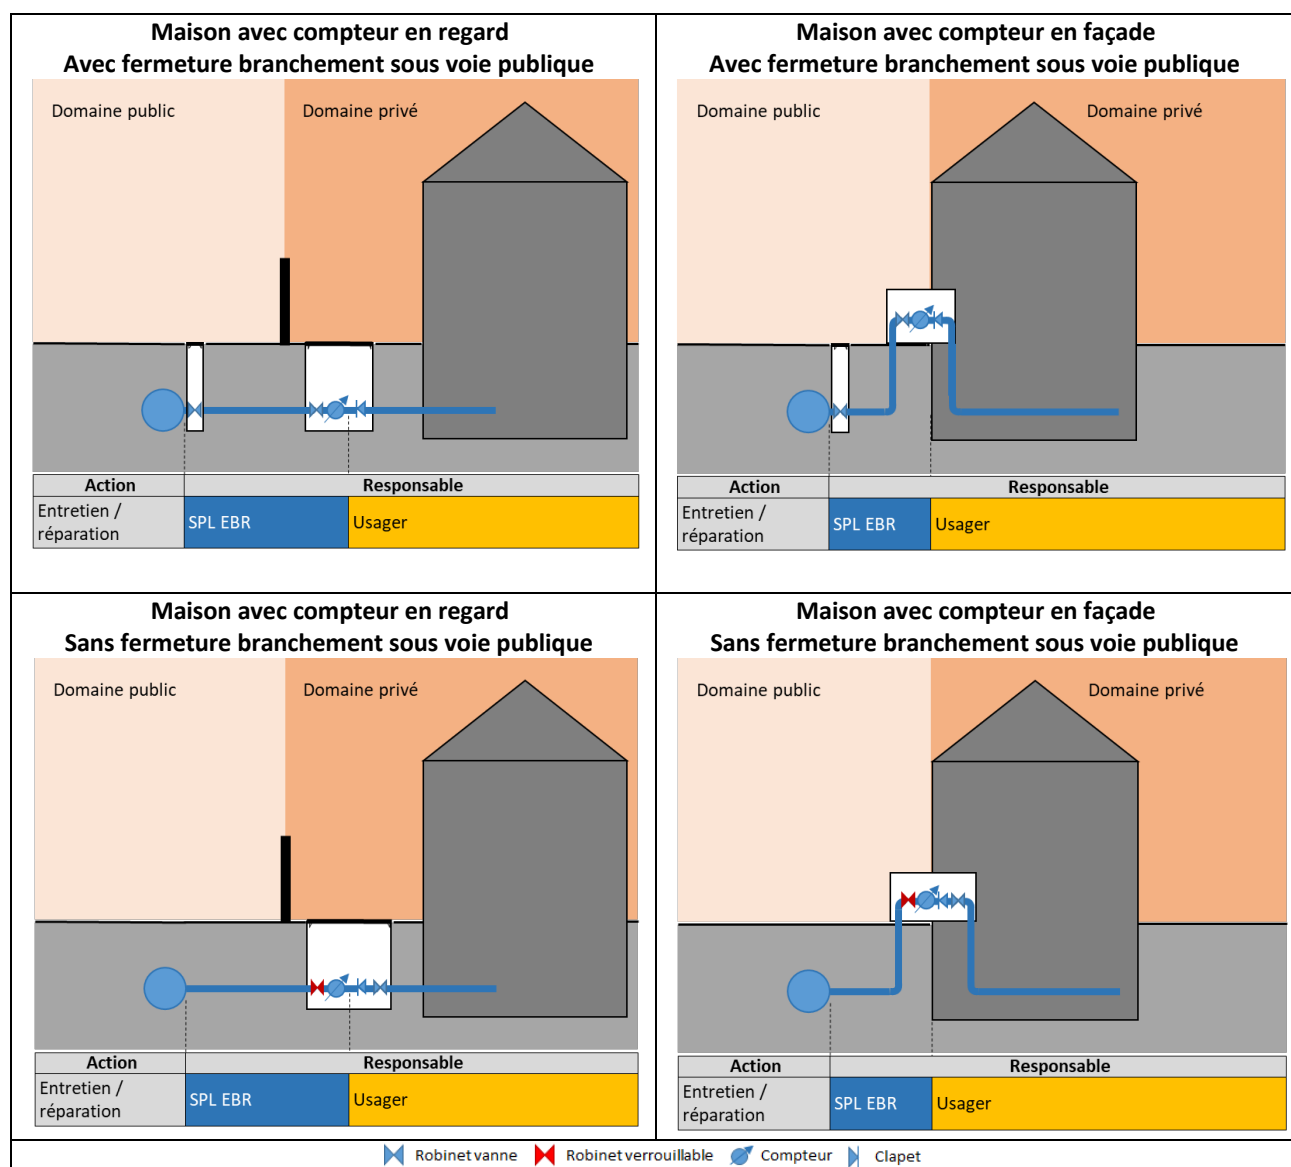 Maison avec compteur en regard
Avec fermeture branchement sous voie publique
Domaine public
Domaine privé
Action
Responsable
Entretien /
réparation
SPL EBR
Usager
Maison avec compteur en façade
Avec fermeture branchement sous voie publique
Domaine public
Domaine privé
Action
Responsable
Entretien /
réparation
SPL EBR
Usager
Maison avec compteur en regard
Sans fermeture branchement sous voie publique
Domaine public
Domaine privé
Action
Responsable
Entretien /
réparation
SPL EBR
Usager
Maison avec compteur en façade
Sans fermeture branchement sous voie publique
Domaine public
Domaine privé
Action
Responsable
Entretien /
réparation
SPL EBR
Usager
Robinet vanne
Robinet verrouillable
Compteur
Clapet